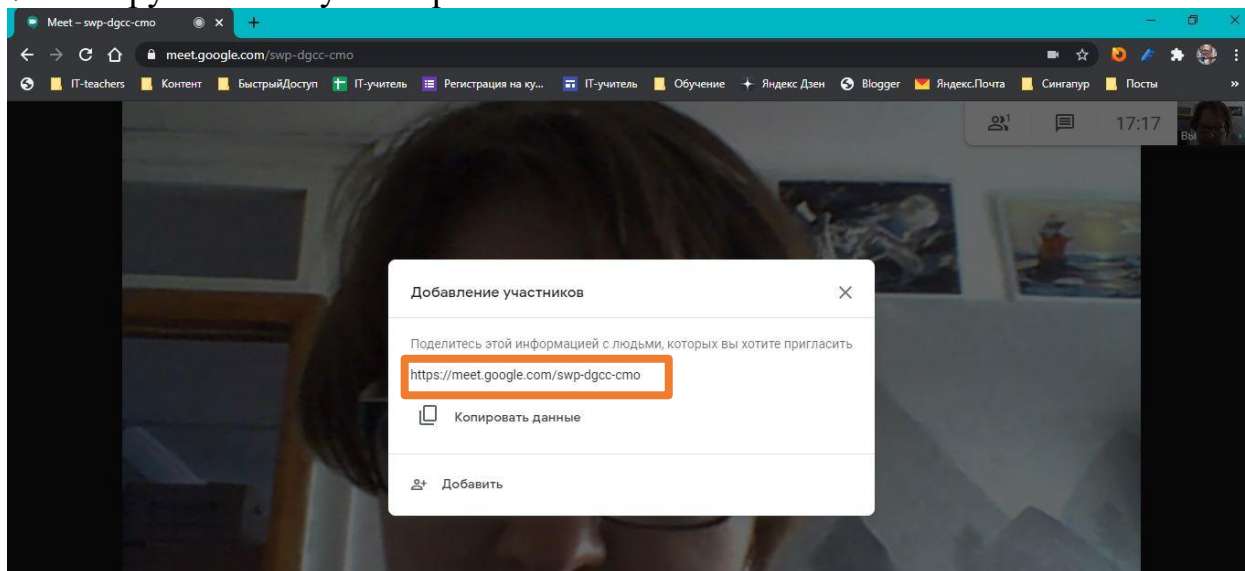 Meet – swp-dgcc-cmo
meet.google.com/swp-dgcc-cmo
IT-teachers Контент БыстрыйДоступ IT-учитель Регистрация на ку... IT-учитель Обучение Яндекс Дзен Blogger Яндекс.Почта Сингапур Посты »
1 17:17
Вы
Добавление участников
Поделитесь этой информацией с людьми, которых вы хотите пригласить
https://meet.google.com/swp-dgcc-cmo
Копировать данные
Добавить